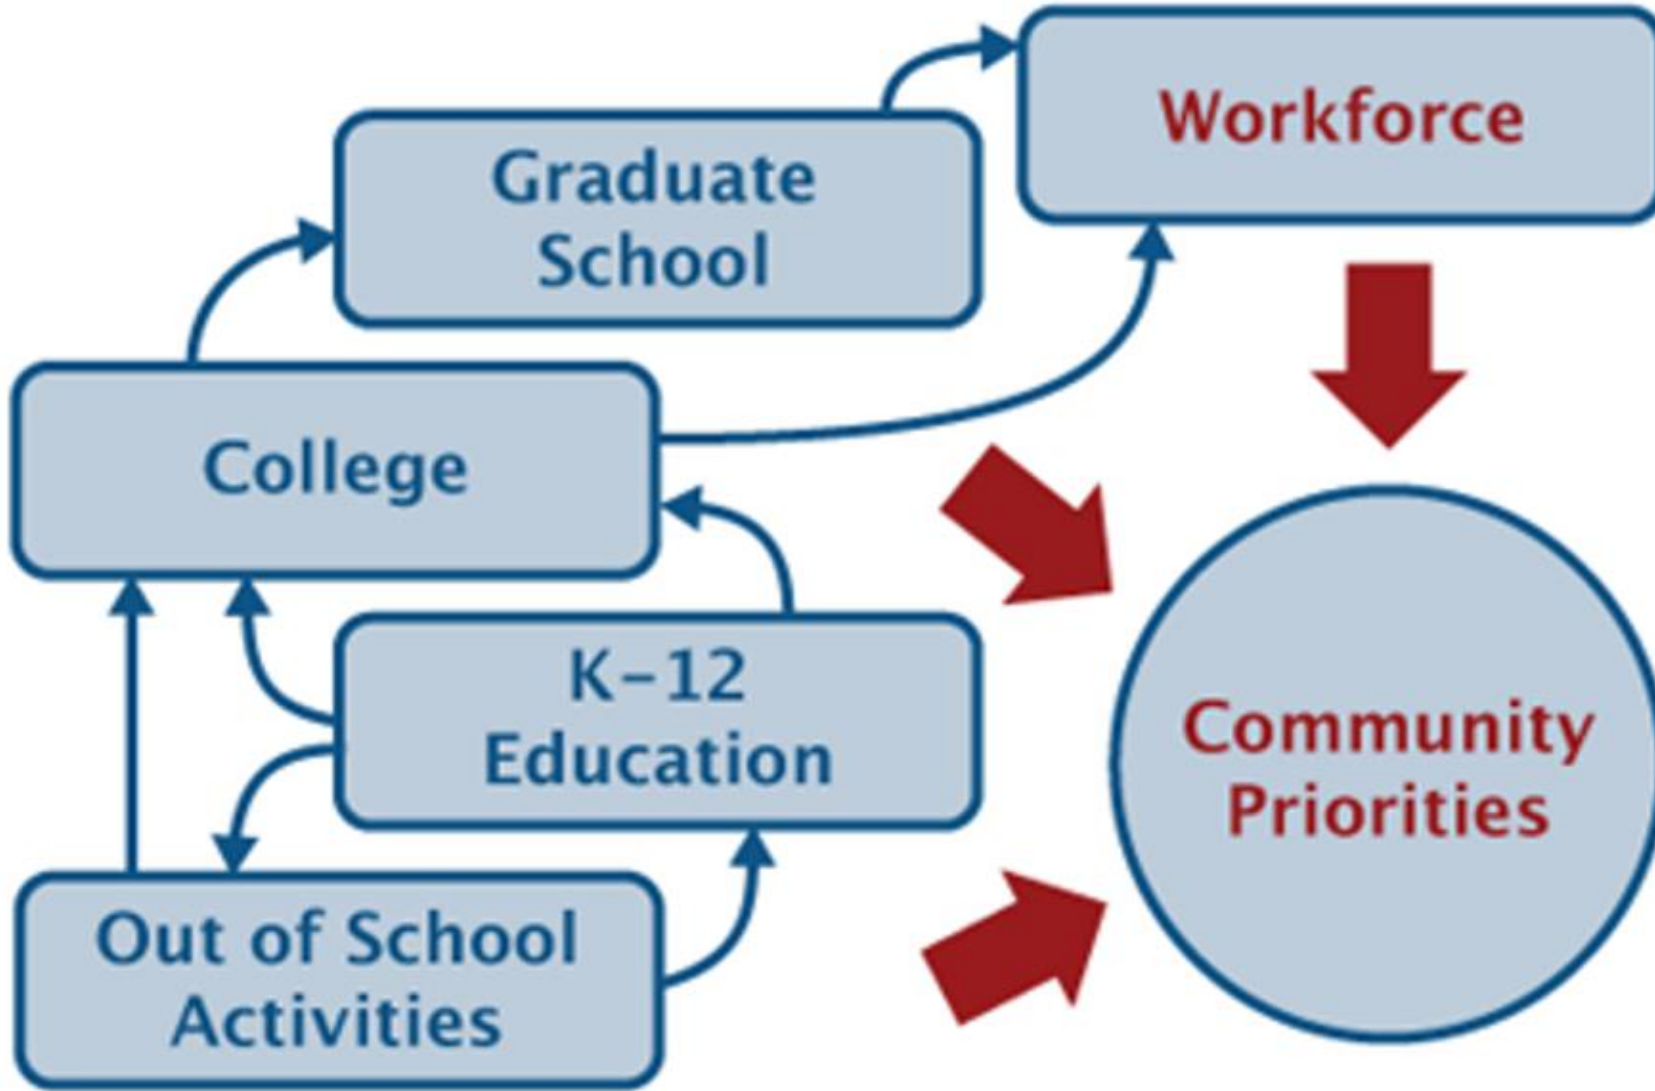 Workforce
Graduate
School
College
K-12
Education
Community
Priorities
Out of School
Activities